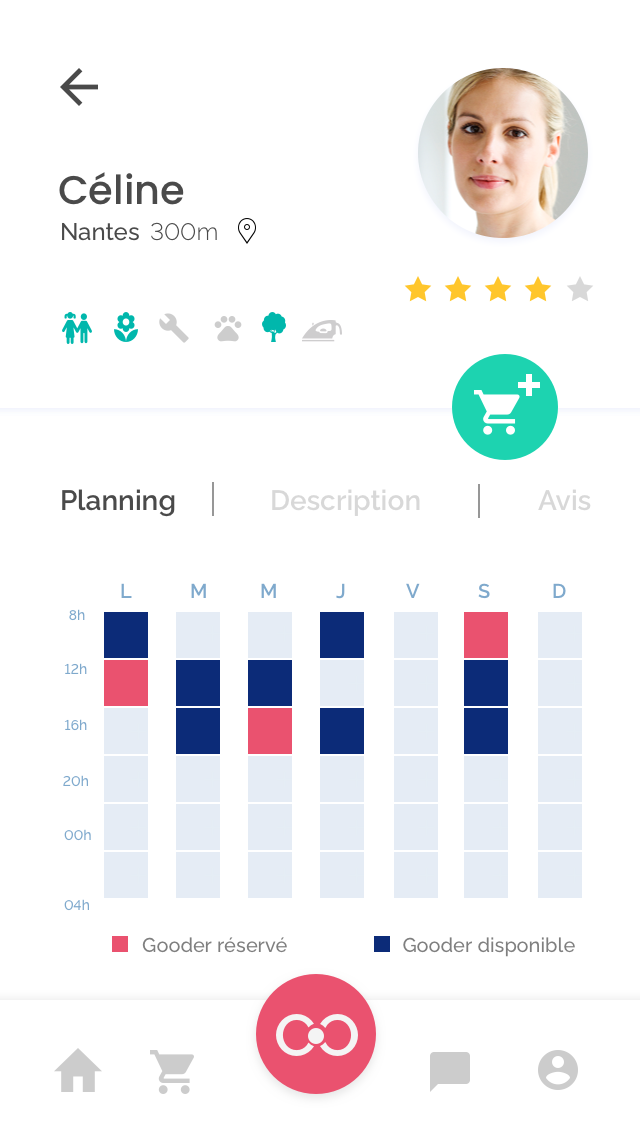 Céline
Nantes 300m
Planning Description Avis
L M M J V S D
8h
12h
16h
20h
00h
04h
Gooder réservé Gooder disponible